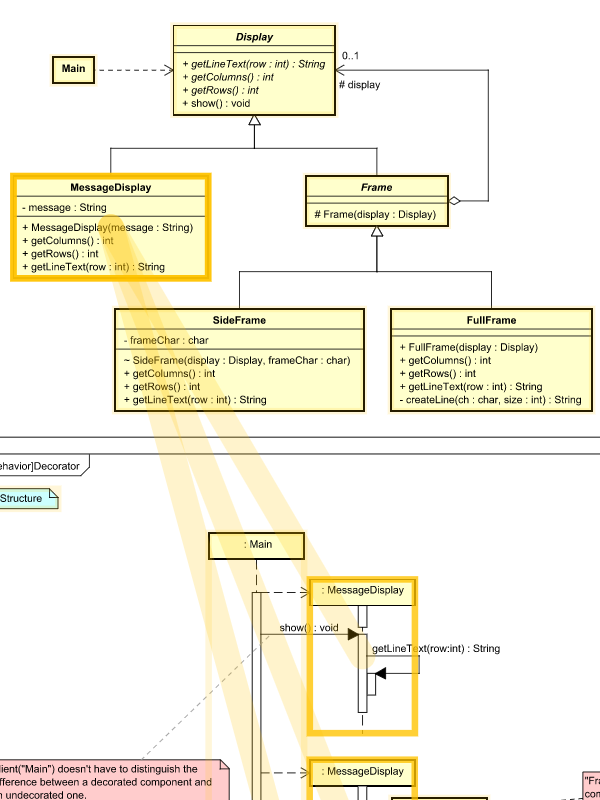 Display
+ getLineText(row : int) : String
+ getColumns() : int
+ getRows() : int
+ show() : void
Main
0..1
# display
MessageDisplay
- message : String
+ MessageDisplay(message : String)
+ getColumns() : int
+ getRows() : int
+ getLineText(row : int) : String
Frame
# Frame(display : Display)
SideFrame
- frameChar : char
~ SideFrame(display : Display, frameChar : char)
+ getColumns() : int
+ getRows() : int
+ getLineText(row : int) : String
FullFrame
+ FullFrame(display : Display)
+ getColumns() : int
+ getRows() : int
+ getLineText(row : int) : String
- createLine(ch : char, size : int) : String
ehavior]Decorator
Structure
: Main
: MessageDisplay
show() : void
getLineText(row:int) : String
lient("Main") doesn't have to distinguish the
ifference between a decorated component and
n undecorated one.
: MessageDisplay
"Fra
com